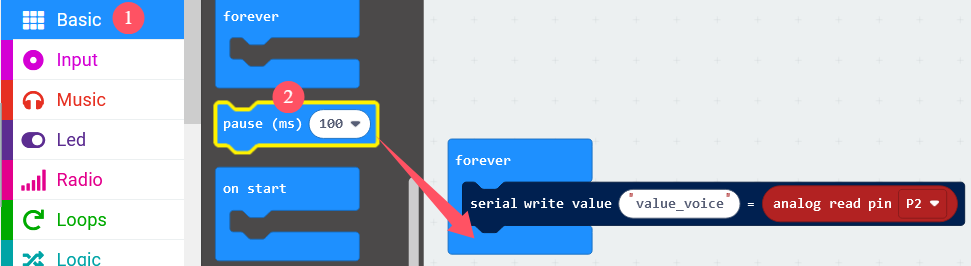 Basic
1
Input
Music
Led
Radio
Loops
Logic
forever
2
pause (ms) 100
on start
forever
serial write value "value_voice" = analog read pin P2